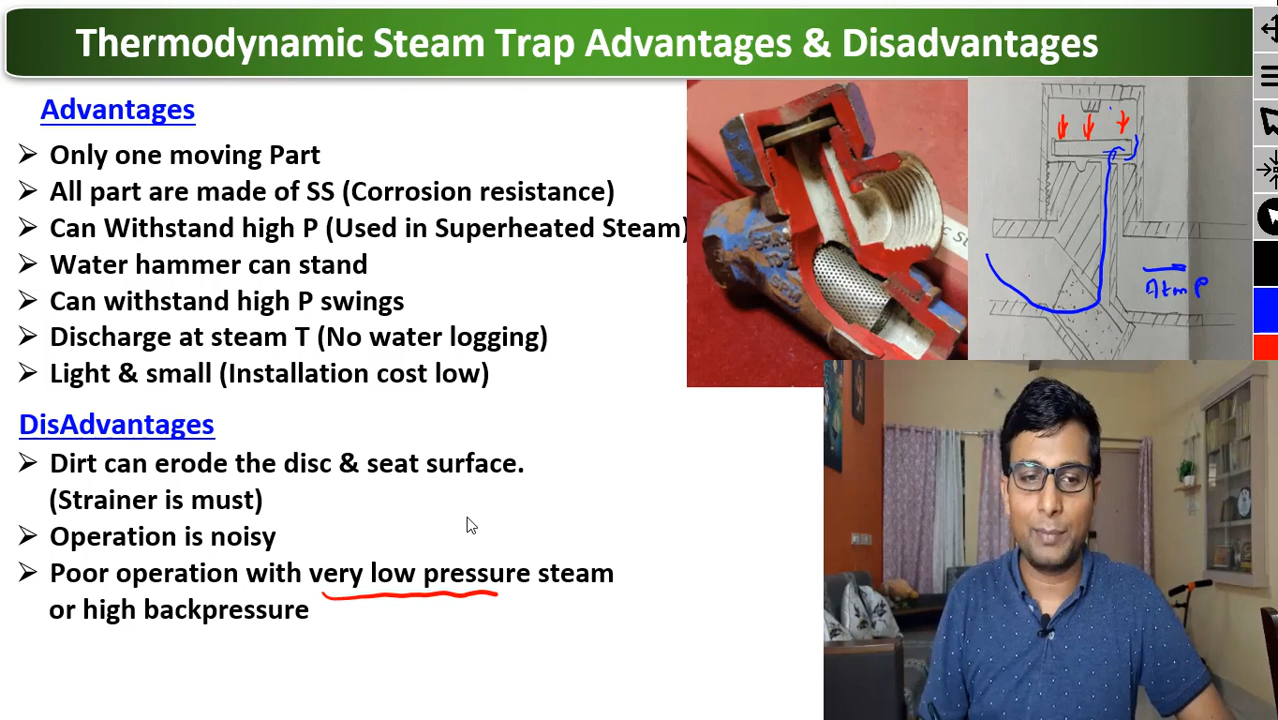 Thermodynamic Steam Trap Advantages & Disadvantages
Advantages
➢ Only one moving Part
➢ All part are made of SS (Corrosion resistance)
➢ Can Withstand high P (Used in Superheated Steam)
➢ Water hammer can stand
➢ Can withstand high P swings
➢ Discharge at steam T (No water logging)
➢ Light & small (Installation cost low)
DisAdvantages
➢ Dirt can erode the disc & seat surface.
(Strainer is must)
➢ Operation is noisy
➢ Poor operation with very low pressure steam
or high backpressure
Atm P